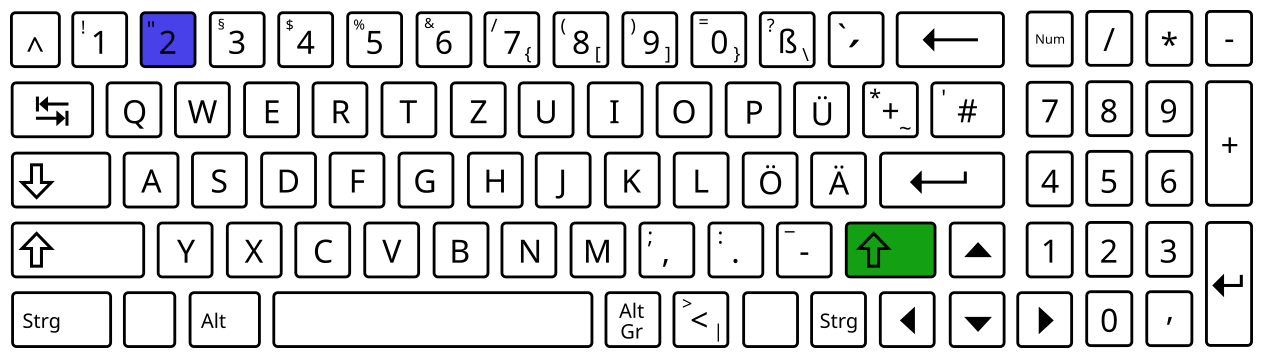 ^ ! 1 " 2 § 3 $ 4 % 5 & 6 / 7 { ( 8 [ ) 9 ] = 0 } ? ß \ ` ´ Num / * -
Q W E R T Z U I O P Ü * + ~ ' # 7 8 9 +
A S D F G H J K L Ö Ä 4 5 6
Y X C V B N M ; , : . _ - 1 2 3
Strg Alt Alt Gr > < | Strg 0 ,